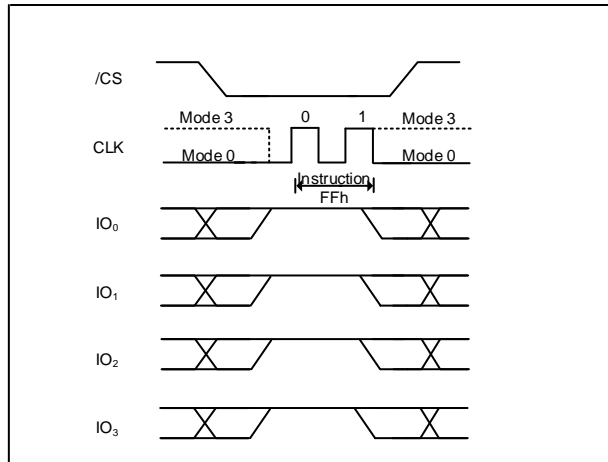 /CS
Mode 3 0 1 Mode 3
CLK
Mode 0 Mode 0
Instruction
FFh
IO₀
IO₁
IO₂
IO₃